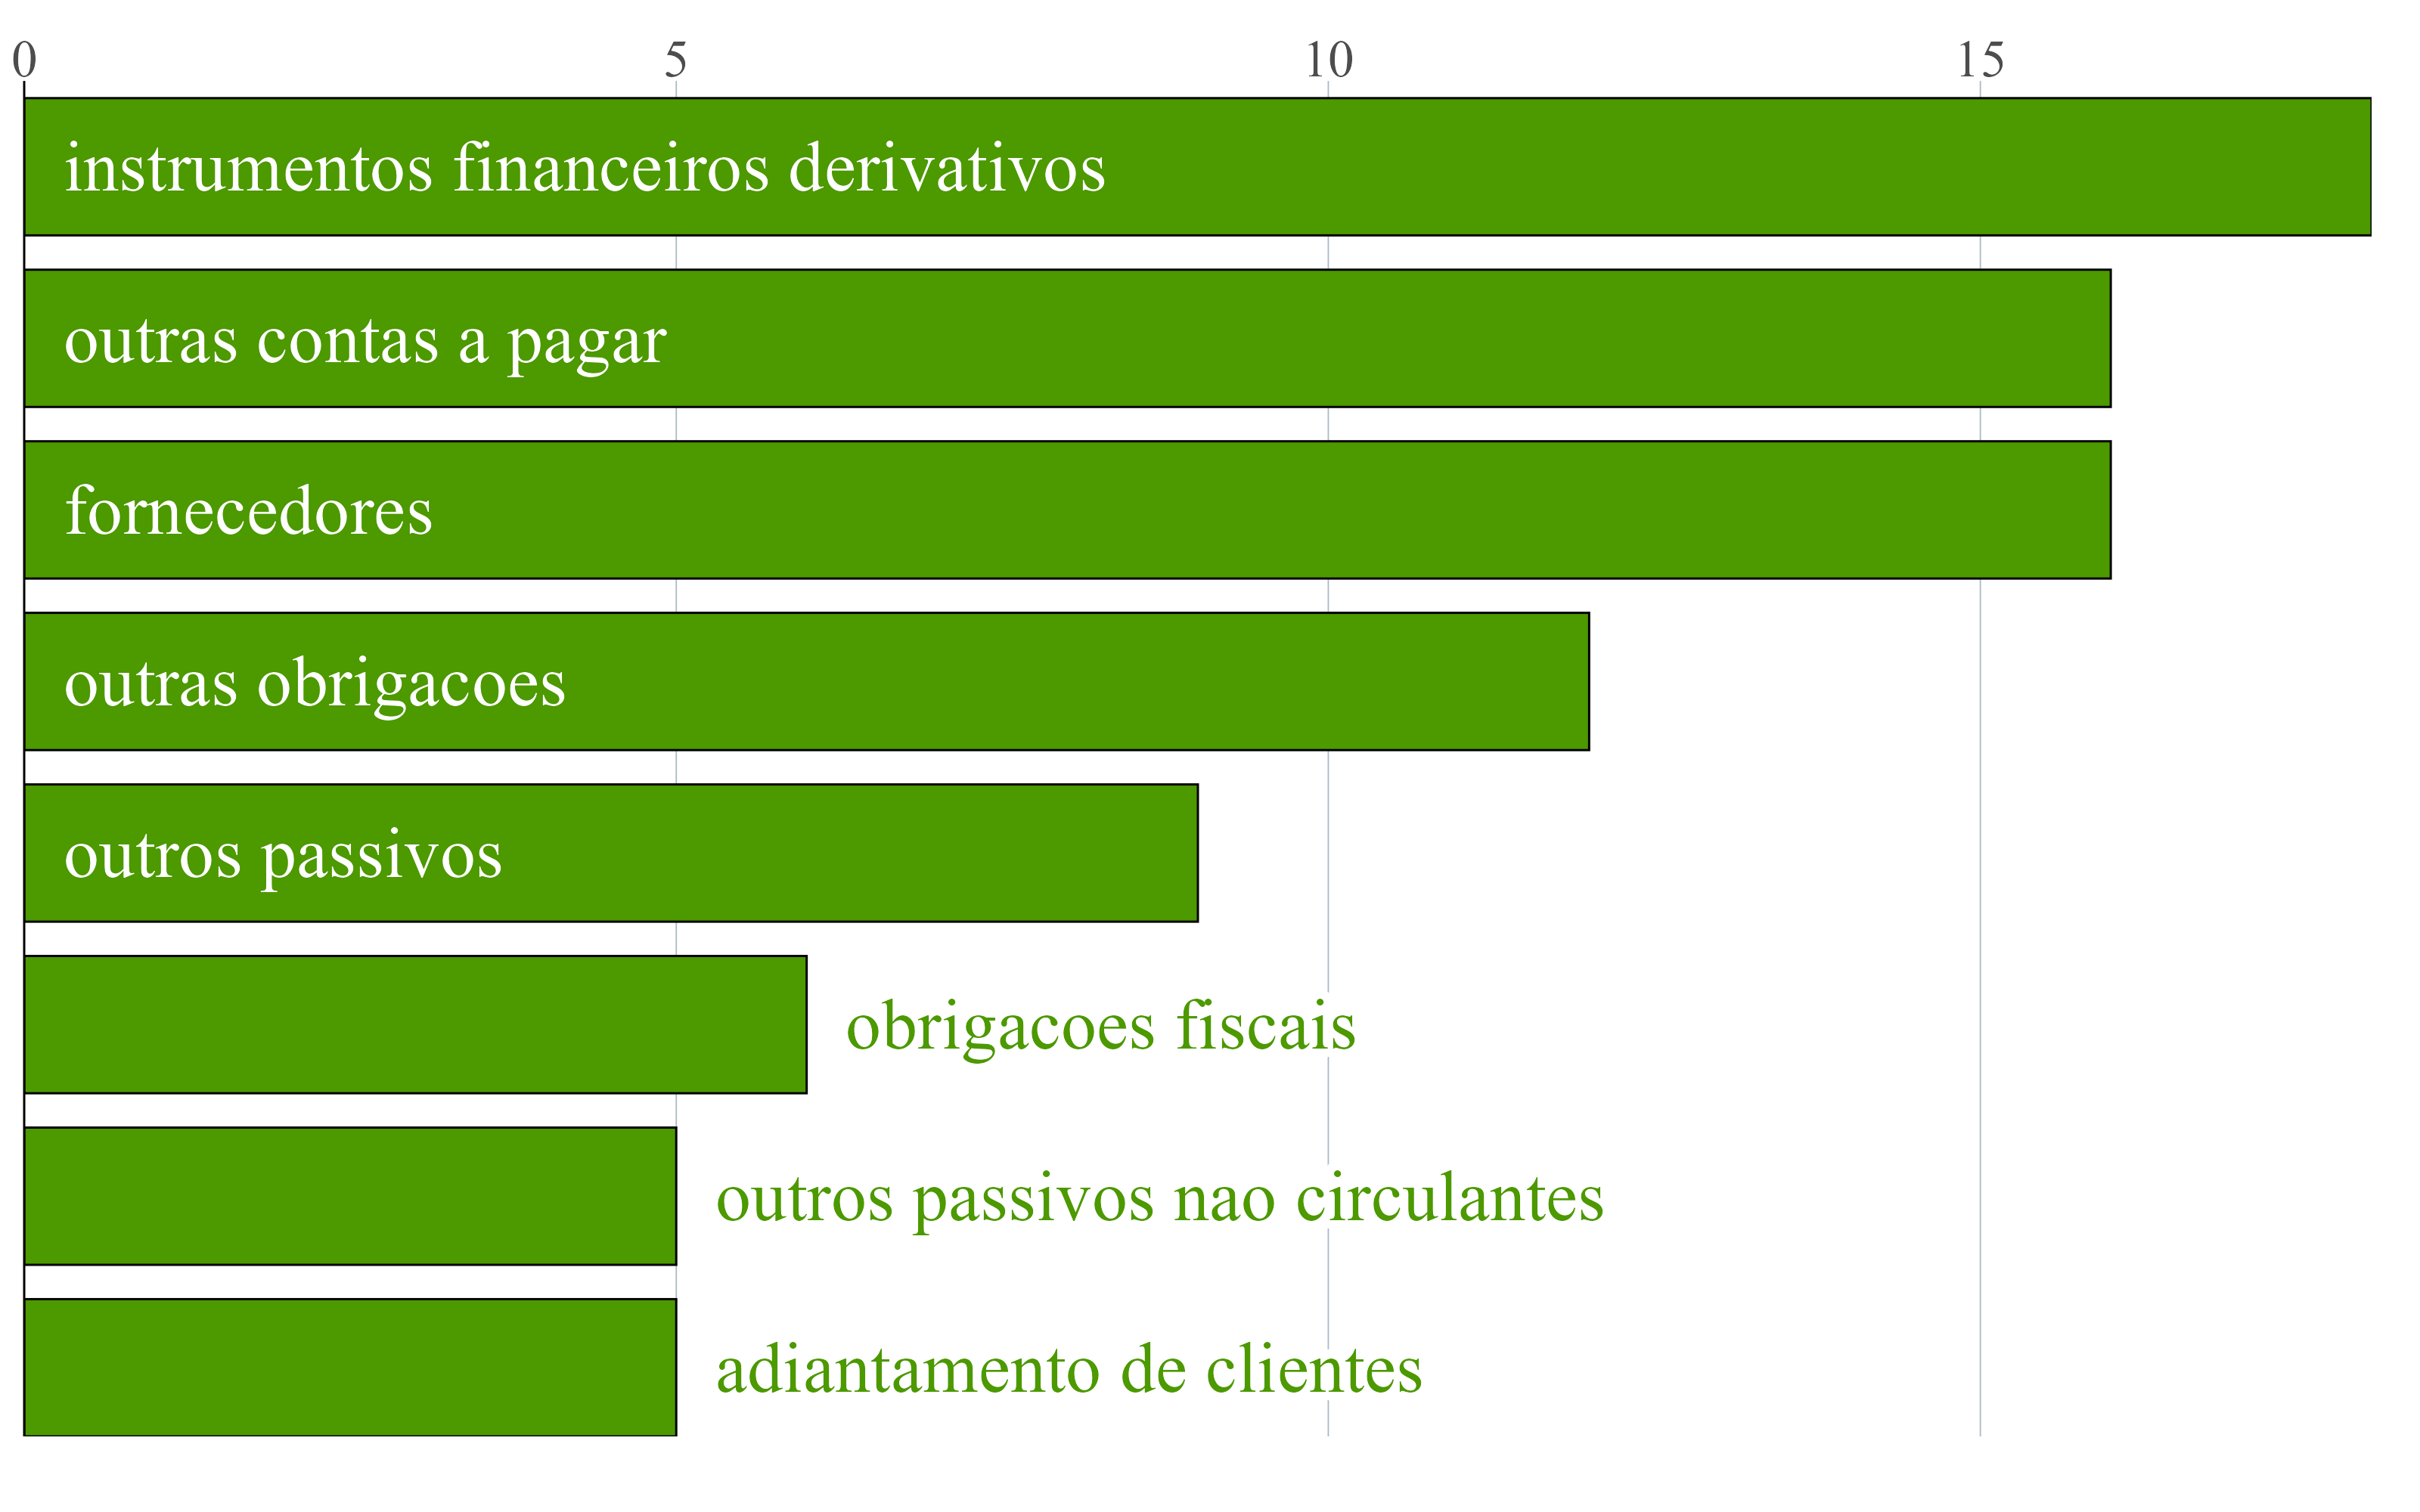 0 5 10 15
instrumentos financeiros derivativos
outras contas a pagar
fornecedores
outras obrigacoes
outros passivos
obrigacoes fiscais
outros passivos nao circulantes
adiantamento de clientes